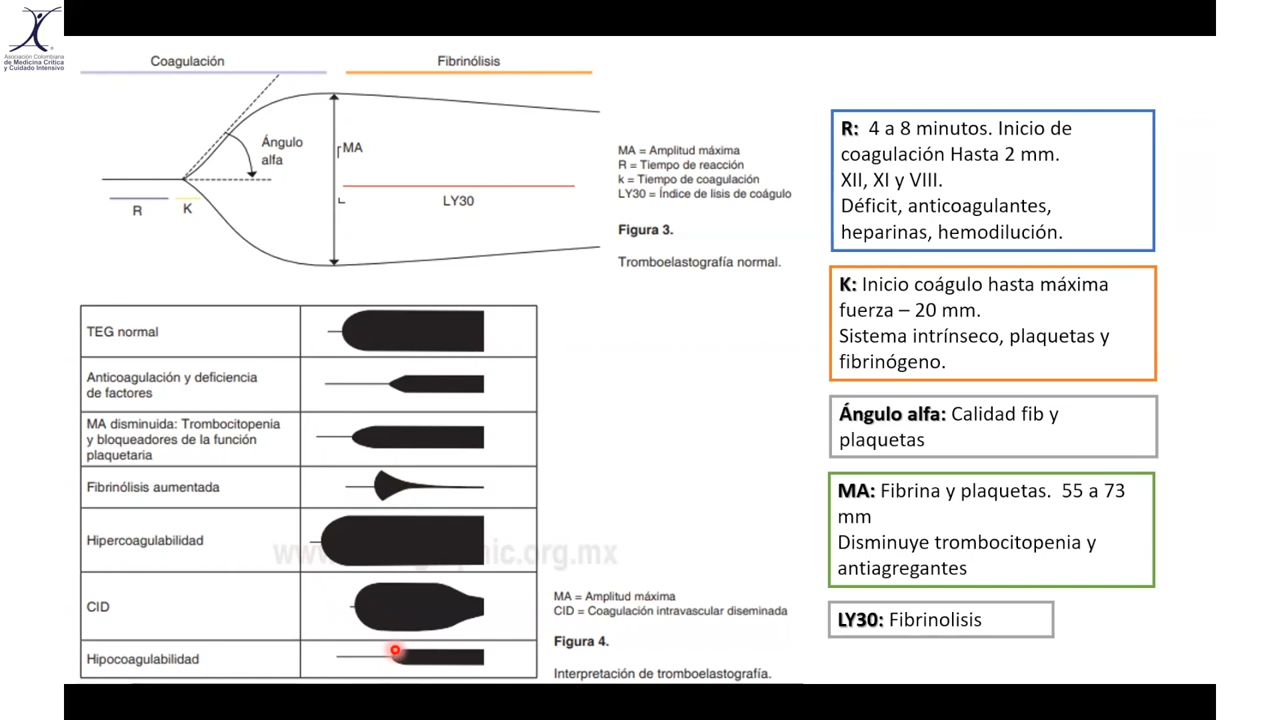 Asociación Colombiana
de Medicina Crítica
y Cuidado Intensivo
Coagulación
Fibrinólisis
Ángulo
alfa
MA
R
K
LY30
MA = Amplitud máxima
R = Tiempo de reacción
k = Tiempo de coagulación
LY30 = Índice de lisis de coágulo
Figura 3.
Tromboelastografía normal.
TEG normal
Anticoagulación y deficiencia
de factores
MA disminuida: Trombocitopenia
y bloqueadores de la función
plaquetaria
Fibrinólisis aumentada
Hipercoagulabilidad
CID
Hipocoagulabilidad
MA = Amplitud máxima
CID = Coagulación intravascular diseminada
Figura 4.
Interpretación de tromboelastografía.
R: 4 a 8 minutos. Inicio de
coagulación Hasta 2 mm.
XII, XI y VIII.
Déficit, anticoagulantes,
heparinas, hemodilución.
K: Inicio coágulo hasta máxima
fuerza – 20 mm.
Sistema intrínseco, plaquetas y
fibrinógeno.
Ángulo alfa: Calidad fib y
plaquetas
MA: Fibrina y plaquetas. 55 a 73
mm
Disminuye trombocitopenia y
antiagregantes
LY30: Fibrinolisis